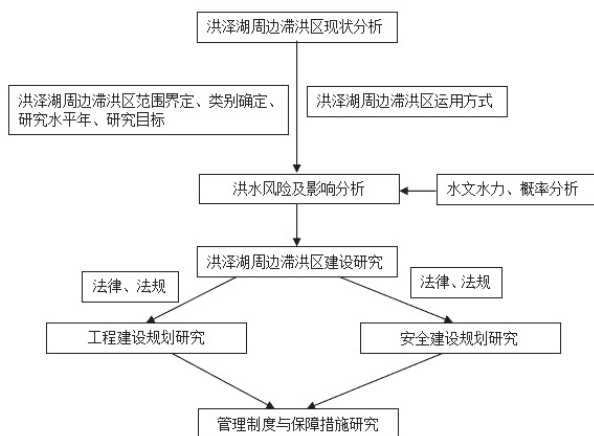 洪泽湖周边滞洪区现状分析
洪泽湖周边滞洪区范围界定、类别确定、
研究水平年、研究目标
洪泽湖周边滞洪区运用方式
洪水风险及影响分析
水文水力、概率分析
洪泽湖周边滞洪区建设研究
法律、法规
法律、法规
工程建设规划研究
安全建设规划研究
管理制度与保障措施研究